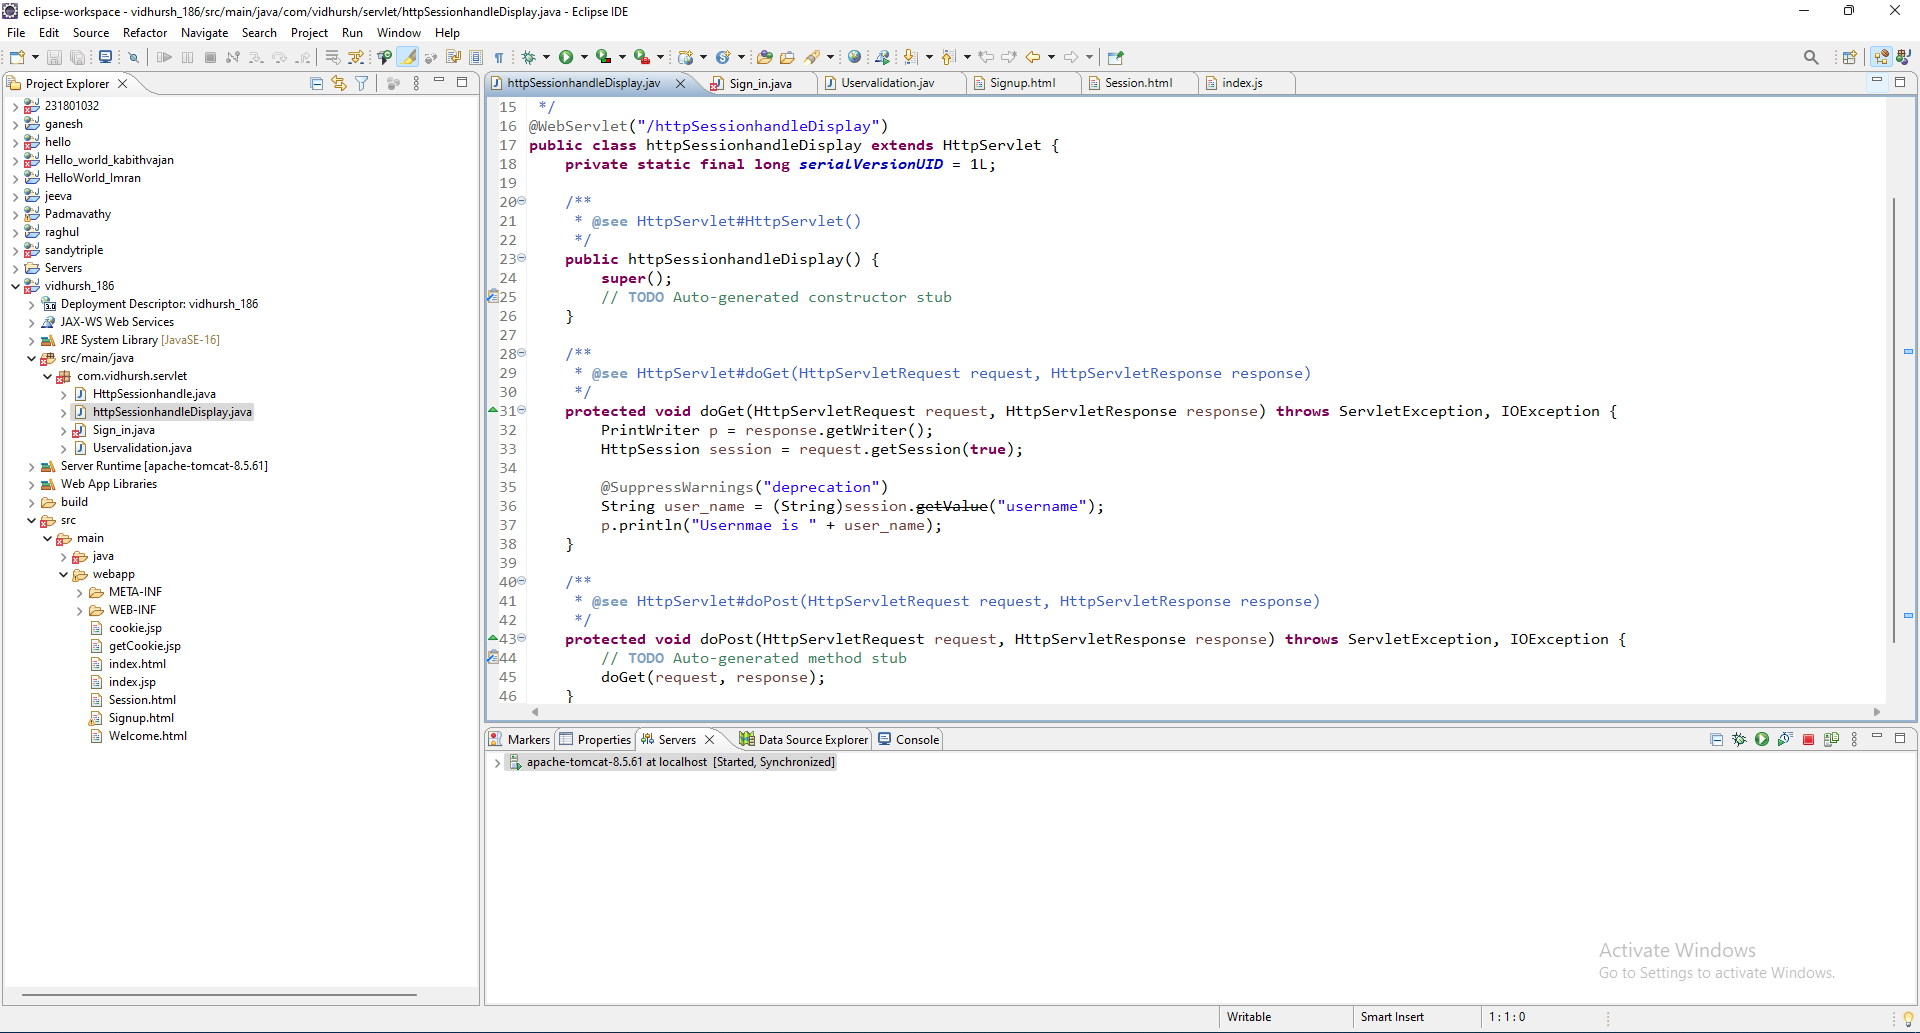 eclipse-workspace - vidhursh_186/src/main/java/com/vidhursh/servlet/httpSessionhandleDisplay.java - Eclipse IDE
File Edit Source Refactor Navigate Search Project Run Window Help
Project Explorer
231801032
ganesh
hello
Hello_world_kabithvajan
HelloWorld_Imran
jeeva
Padmavathy
raghul
sandytriple
Servers
vidhursh_186
Deployment Descriptor: vidhursh_186
JAX-WS Web Services
JRE System Library [JavaSE-16]
src/main/java
com.vidhursh.servlet
HttpSessionhandle.java
httpSessionhandleDisplay.java
Sign_in.java
Uservalidation.java
Server Runtime [apache-tomcat-8.5.61]
Web App Libraries
build
src
main
java
webapp
META-INF
WEB-INF
cookie.jsp
getCookie.jsp
index.html
index.jsp
Session.html
Signup.html
Welcome.html
httpSessionhandleDisplay.jav Sign_in.java Uservalidation.jav Signup.html Session.html index.js
15 */
16 @WebServlet("/httpSessionhandleDisplay")
17 public class httpSessionhandleDisplay extends HttpServlet {
18 private static final long serialVersionUID = 1L;
19
20 /**
21 * @see HttpServlet#HttpServlet()
22 */
23 public httpSessionhandleDisplay() {
24 super();
25 // TODO Auto-generated constructor stub
26 }
27
28 /**
29 * @see HttpServlet#doGet(HttpServletRequest request, HttpServletResponse response)
30 */
31 protected void doGet(HttpServletRequest request, HttpServletResponse response) throws ServletException, IOException {
32 PrintWriter p = response.getWriter();
33 HttpSession session = request.getSession(true);
34
35 @SuppressWarnings("deprecation")
36 String user_name = (String)session.getValue("username");
37 p.println("Usernmae is " + user_name);
38 }
39
40 /**
41 * @see HttpServlet#doPost(HttpServletRequest request, HttpServletResponse response)
42 */
43 protected void doPost(HttpServletRequest request, HttpServletResponse response) throws ServletException, IOException {
44 // TODO Auto-generated method stub
45 doGet(request, response);
46 }
Markers Properties Servers Data Source Explorer Console
apache-tomcat-8.5.61 at localhost [Started, Synchronized]
Activate Windows
Go to Settings to activate Windows.
Writable Smart Insert 1 : 1 : 0